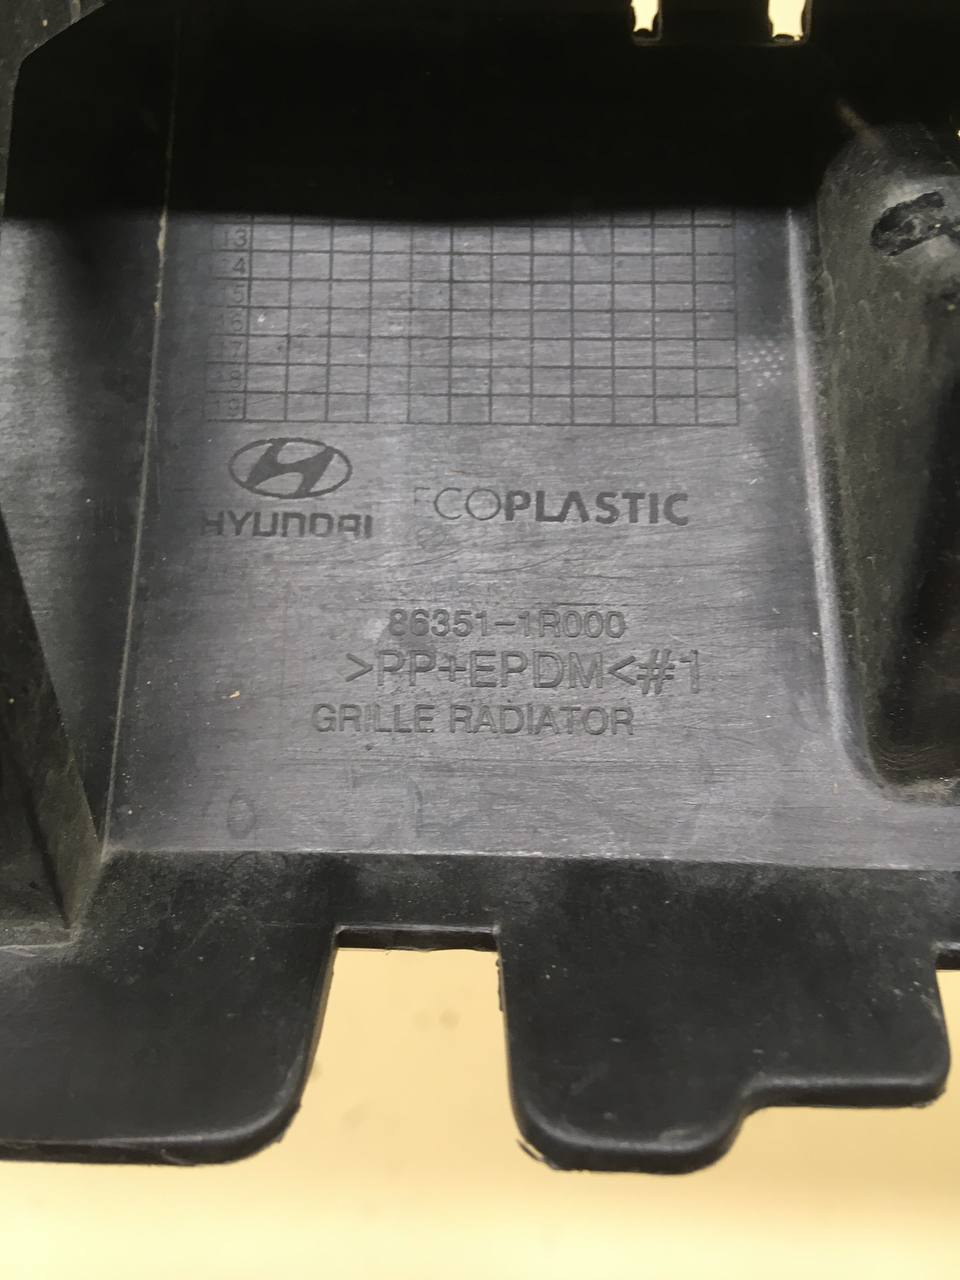 13
14
15
16
17
18
19
HYUNDAI
ECOPLASTIC
86351-1R000
>PP+EPDM<#1
GRILLE RADIATOR